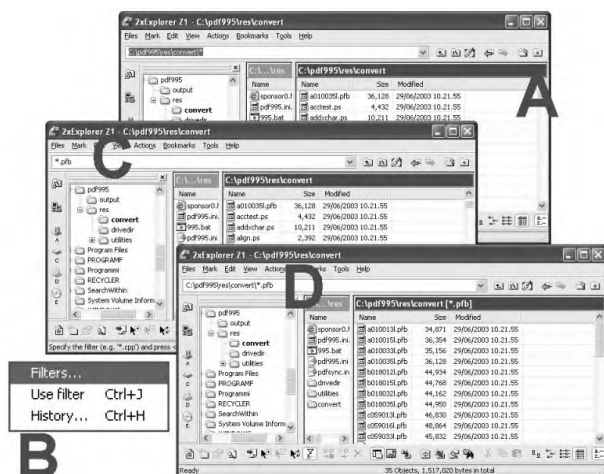 2xExplorer Z1 - C:\pdf995\res\convert
Files Mark Edit View Actions Bookmarks Tools Help
C:\pdf995\res\convert\*
C:\...\res
C:\pdf995\res\convert\*
pdf995
output
res
convert
drivedir
utilities
Name
sponsor0.h
pdf995.ini
995.bat
Name Size Modified
a010035l.pfb 36,128 29/06/2003 10.21.55
acctest.ps 4,432 29/06/2003 10.21.55
addxchar.ps 10,211 29/06/2003 10.21.55
A
2xExplorer Z1 - C:\pdf995\res\convert
Files Mark Edit View Actions Bookmarks Tools Help
C
*.pfb
pdf995
output
res
convert
drivedir
utilities
Program Files
PROGRAMF
Programmi
RECYCLER
SearchWithin
System Volume Inform
C:\...\res
C:\pdf995\res\convert
Name
sponsor0.f
pdf995.ini.
995.bat
pdf995.ini
Name Size Modified
a010035l.pfb 36,128 29/06/2003 10.21.55
acctest.ps 4,432 29/06/2003 10.21.55
addxchar.ps 10,211 29/06/2003 10.21.55
align.ps 2,392 29/06/2003 10.21.55
Specify the filter (e.g. '*.cpp') and press <
2xExplorer Z1 - C:\pdf995\res\convert
Files Mark Edit View Actions Bookmarks Tools Help
D
C:\pdf995\res\convert\*.pfb
pdf995
output
res
convert
drivedir
utilities
Program Files
PROGRAMF
Programmi
RECYCLER
SearchWithin
System Volume Inform
...\res
C:\pdf995\res\convert [*.pfb]
Name
sponsor0.f
pdf995.ini.
995.bat
pdf995.ini
pdfsync.in
drivedir
utilities
convert
Name Size Modified
a010013l.pfb 34,871 29/06/2003 10.21.55
a010015l.pfb 36,354 29/06/2003 10.21.55
a010033l.pfb 35,156 29/06/2003 10.21.55
a010035l.pfb 36,128 29/06/2003 10.21.55
b018012l.pfb 44,934 29/06/2003 10.21.55
b018015l.pfb 44,768 29/06/2003 10.21.55
b018032l.pfb 44,162 29/06/2003 10.21.55
b018035l.pfb 44,950 29/06/2003 10.21.55
c059013l.pfb 46,830 29/06/2003 10.21.55
c059016l.pfb 48,864 29/06/2003 10.21.55
c059033l.pfb 45,832 29/06/2003 10.21.55
Ready 35 Objects, 1,517,020 bytes in total
Filters...
Use filter Ctrl+J
History... Ctrl+H
B